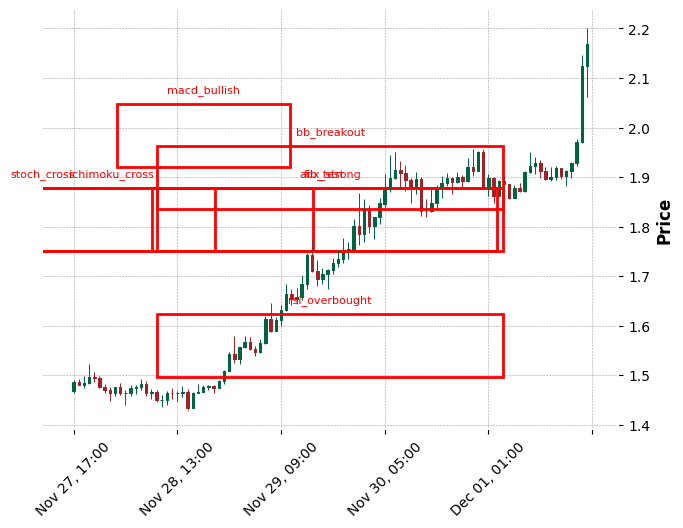 2.2
2.1
macd_bullish
2.0
bb_breakout
stoch_cross
ichimoku_cross
1.9
1.8
Price
1.7
rsi_overbought
1.6
1.5
1.4
Nov 27, 17:00
Nov 28, 13:00
Nov 29, 09:00
Nov 30, 05:00
Dec 01, 01:00